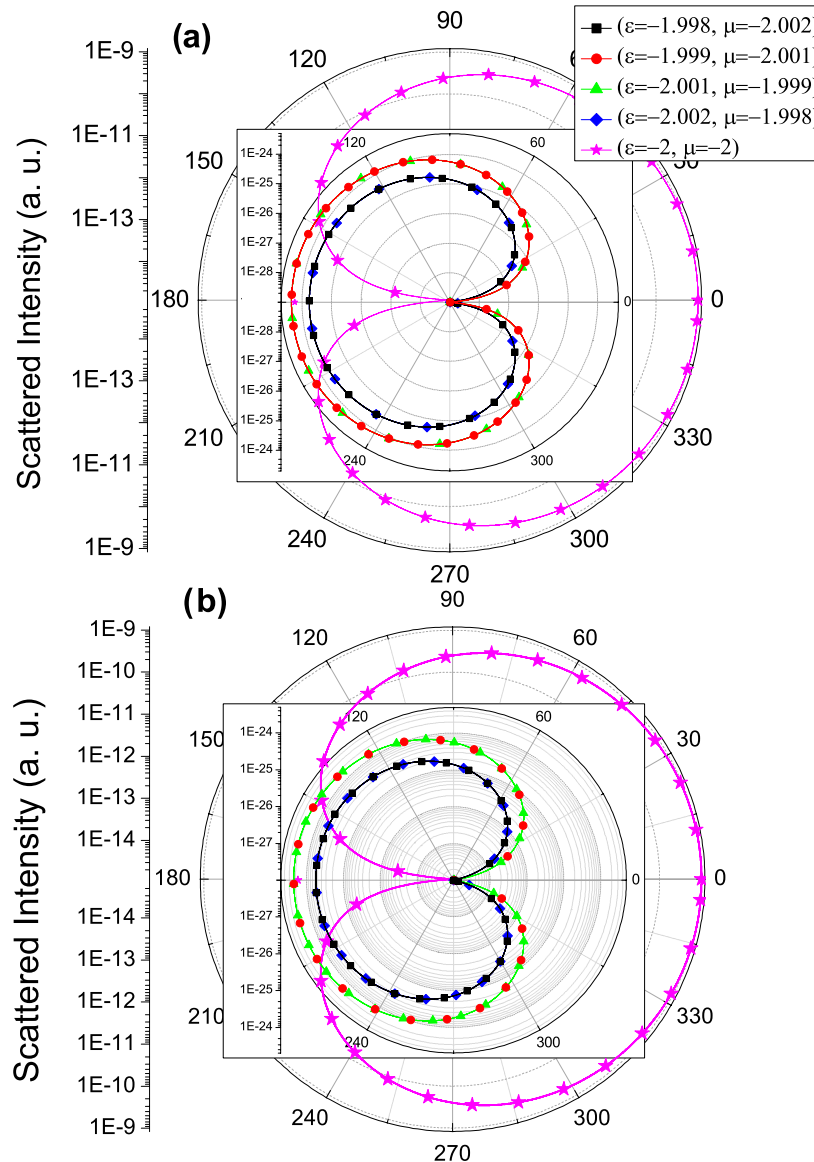 (a)
90
120
60
150
30
180
0
210
330
240
300
270
Scattered Intensity (a. u.)
1E-9
1E-11
1E-13
1E-13
1E-11
1E-9
(ε=−1.998, μ=−2.002)
(ε=−1.999, μ=−2.001)
(ε=−2.001, μ=−1.999)
(ε=−2.002, μ=−1.998)
(ε=−2, μ=−2)
120
60
0
240
300
1E-24
1E-25
1E-26
1E-27
1E-28
1E-28
1E-27
1E-26
1E-25
1E-24
(b)
90
120
60
150
30
180
0
210
330
240
300
270
Scattered Intensity (a. u.)
1E-9
1E-10
1E-11
1E-12
1E-13
1E-14
1E-14
1E-13
1E-12
1E-11
1E-10
1E-9
120
60
0
240
300
1E-24
1E-25
1E-26
1E-27
1E-27
1E-26
1E-25
1E-24